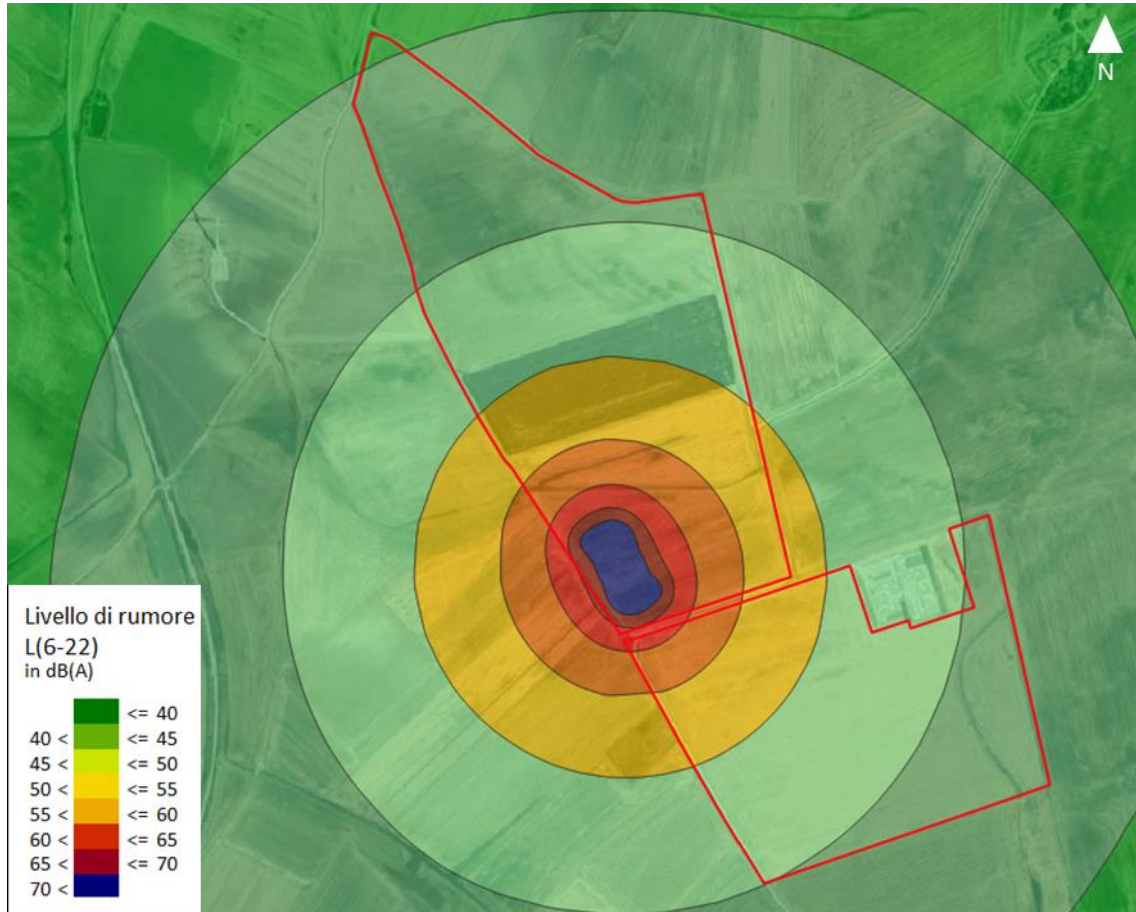 N
Livello di rumore
L(6-22)
in dB(A)
<= 40
40 < <= 45
45 < <= 50
50 < <= 55
55 < <= 60
60 < <= 65
65 < <= 70
70 <